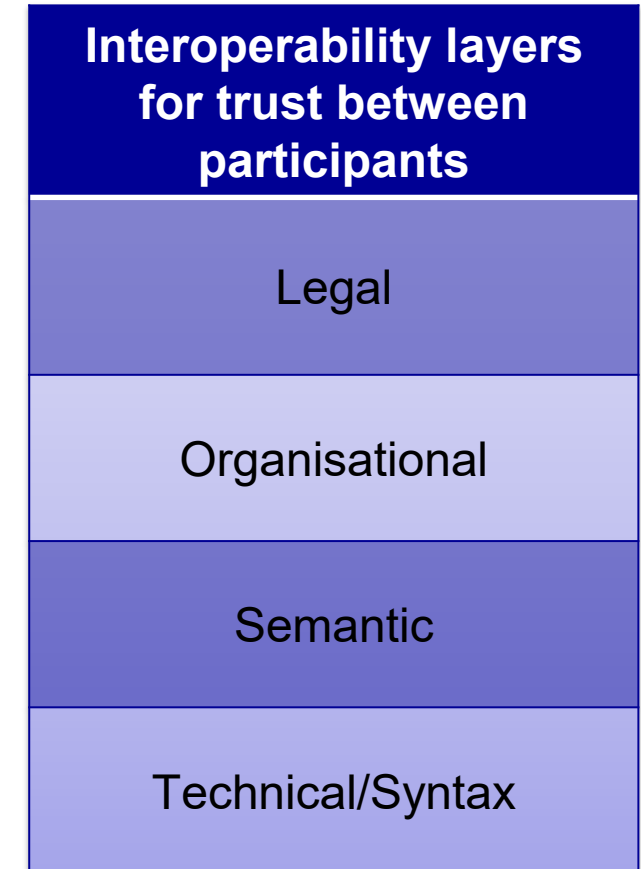 Interoperability layers
for trust between
participants
Legal
Organisational
Semantic
Technical/Syntax